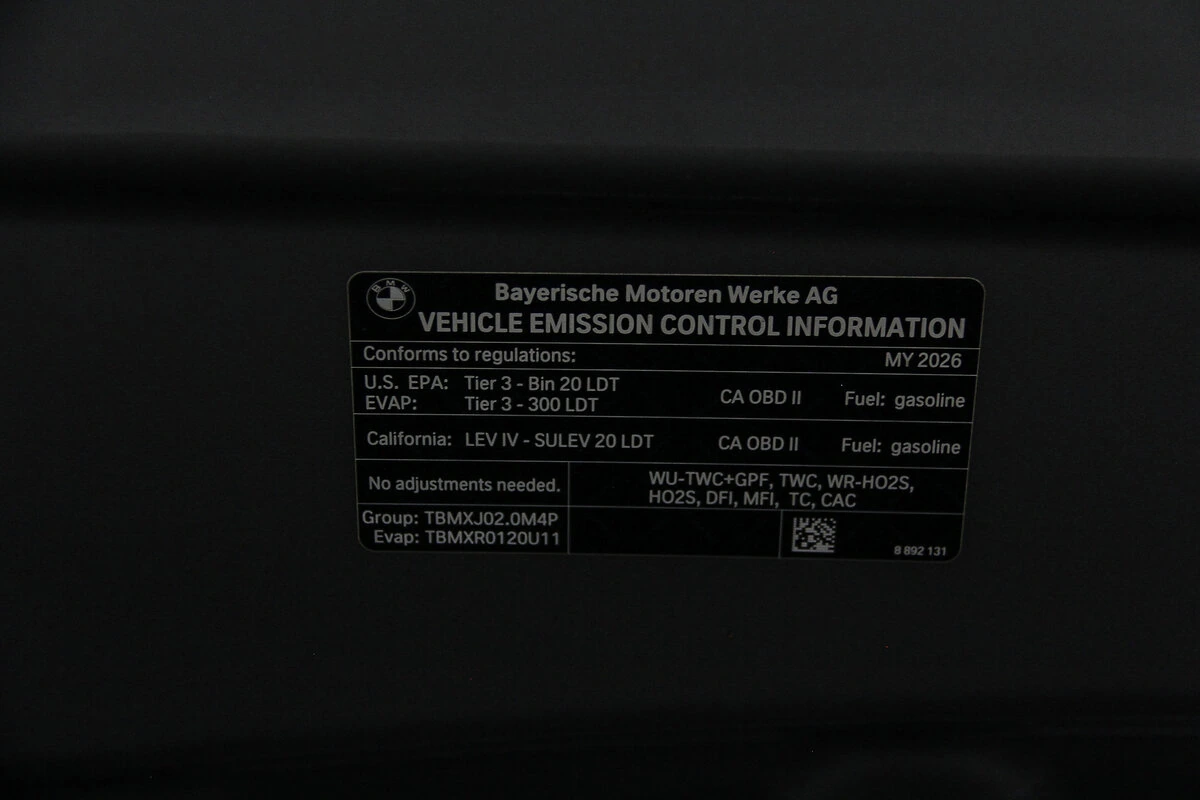 BMW
Bayerische Motoren Werke AG
VEHICLE EMISSION CONTROL INFORMATION
Conforms to regulations: MY 2026
U.S. EPA: Tier 3 - Bin 20 LDT CA OBD II Fuel: gasoline
EVAP: Tier 3 - 300 LDT
California: LEV IV - SULEV 20 LDT CA OBD II Fuel: gasoline
No adjustments needed.
WU-TWC+GPF, TWC, WR-HO2S,
HO2S, DFI, MFI, TC, CAC
Group: TBMXJ02.0M4P
Evap: TBMXR0120U11
8 892 131